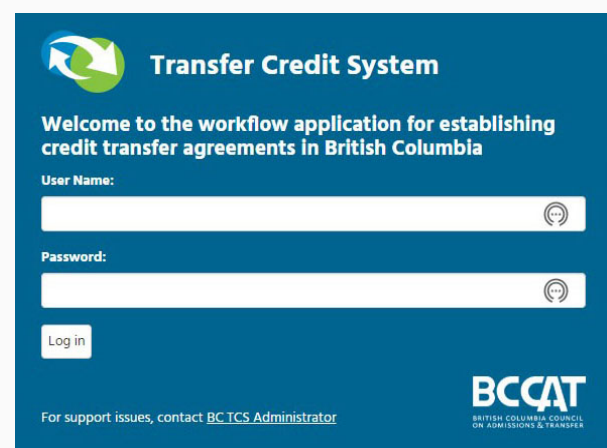 Transfer Credit System
Welcome to the workflow application for establishing
credit transfer agreements in British Columbia
User Name:
Password:
Log in
For support issues, contact BC TCS Administrator
BCCAT
BRITISH COLUMBIA COUNCIL
ON ADMISSIONS & TRANSFER